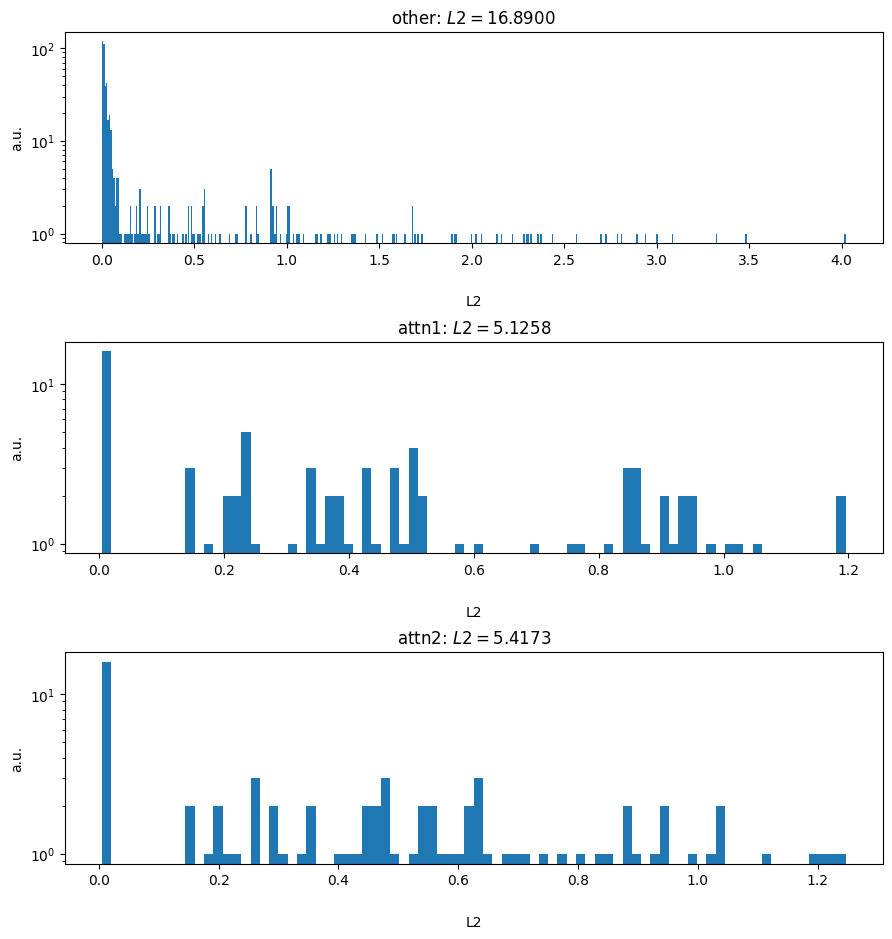 other: L2 = 16.8900
10²
10¹
10⁰
a.u.
0.0 0.5 1.0 1.5 2.0 2.5 3.0 3.5 4.0
L2
attn1: L2 = 5.1258
10¹
10⁰
a.u.
0.0 0.2 0.4 0.6 0.8 1.0 1.2
L2
attn2: L2 = 5.4173
10¹
10⁰
a.u.
0.0 0.2 0.4 0.6 0.8 1.0 1.2
L2